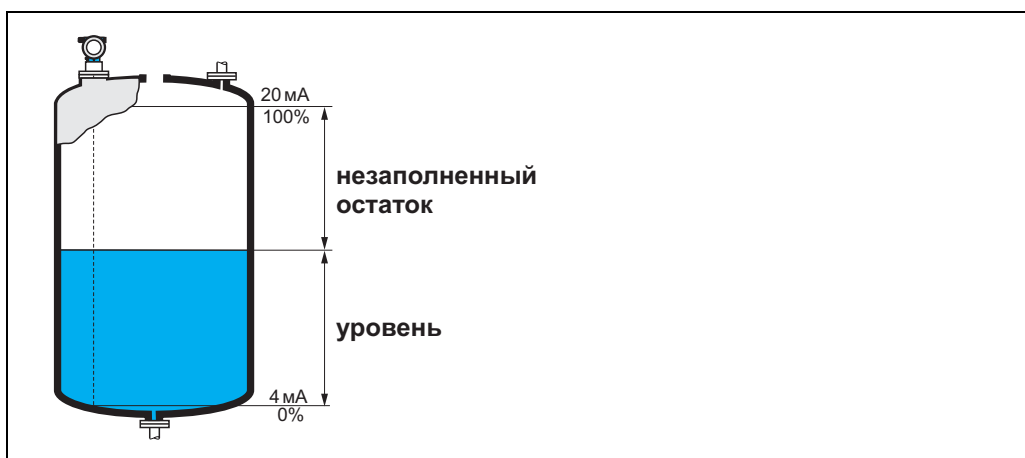 20 мА
100%
незаполненный
остаток
уровень
4 мА
0%